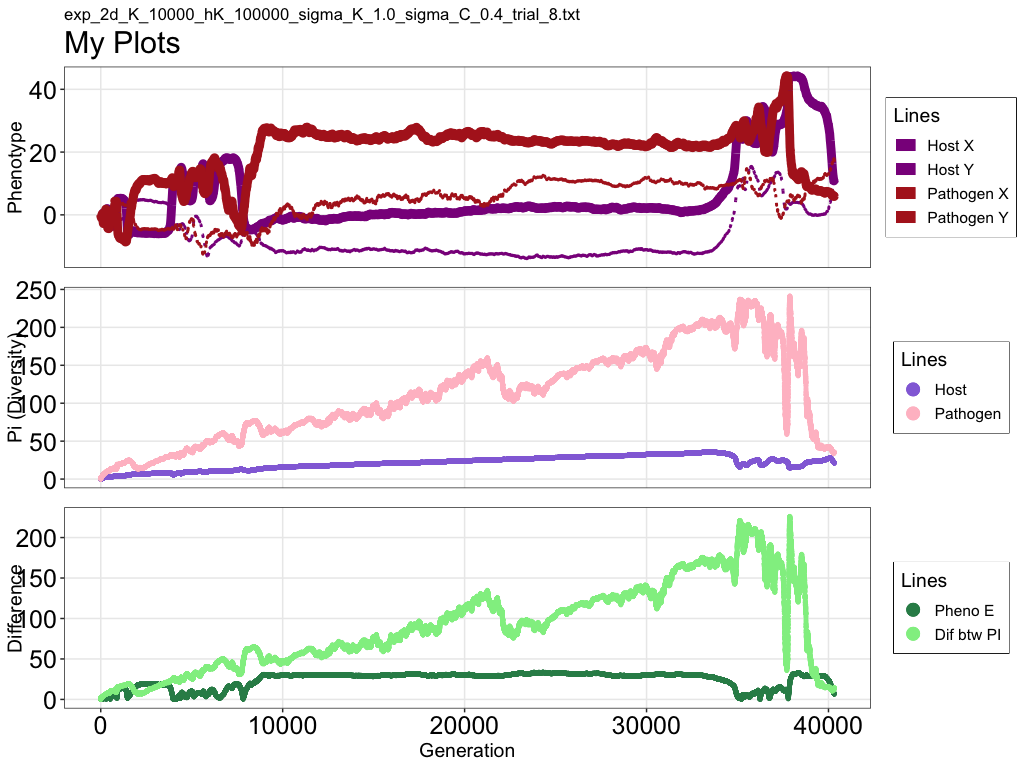 exp_2d_K_10000_hK_100000_sigma_K_1.0_sigma_C_0.4_trial_8.txt
My Plots
Phenotype
40
20
0
Lines
Host X
Host Y
Pathogen X
Pathogen Y
Pi (Diversity)
250
200
150
100
50
0
Lines
Host
Pathogen
Difference
200
150
100
50
0
Lines
Pheno E
Dif btw PI
0 10000 20000 30000 40000
Generation